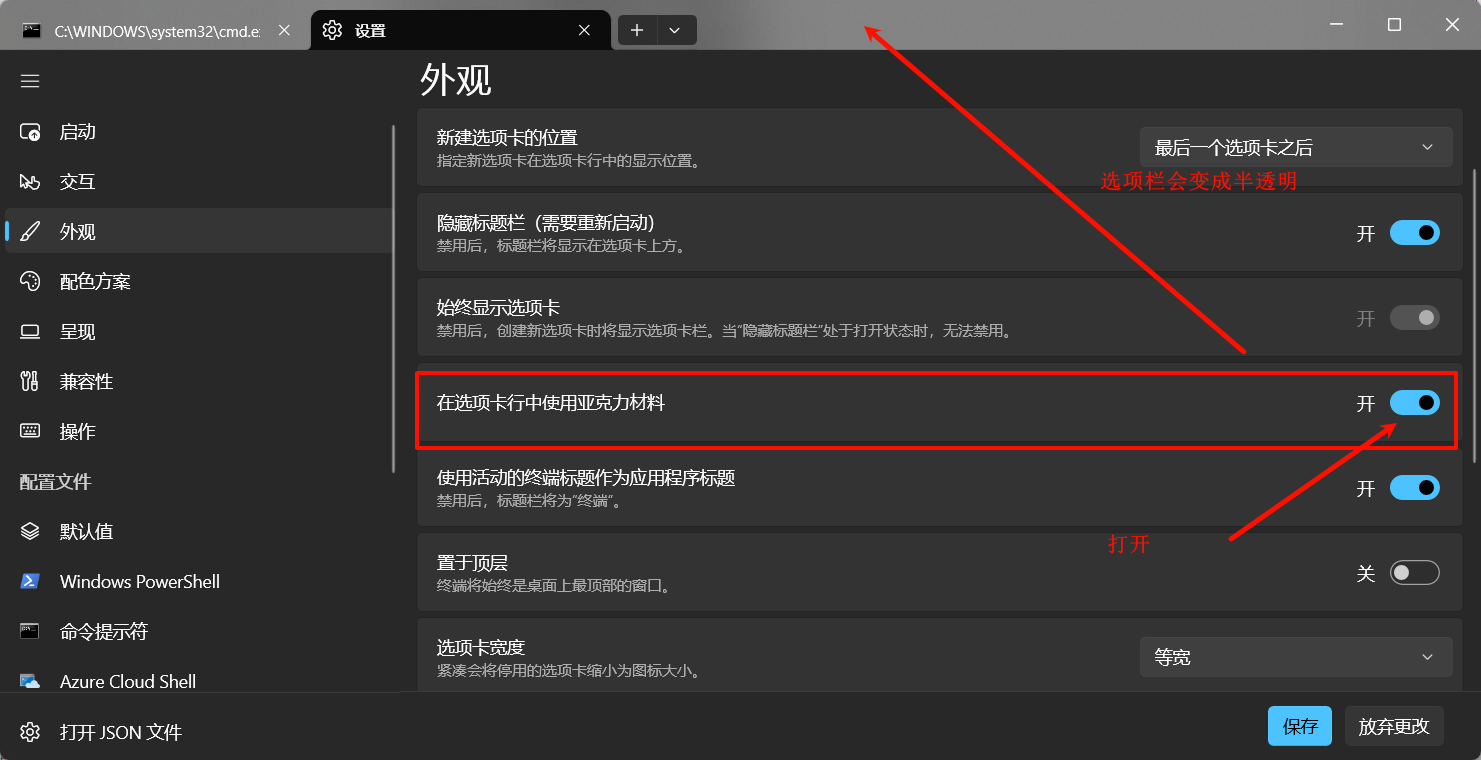 C:\WINDOWS\system32\cmd.e
设置
外观
启动
交互
外观
配色方案
呈现
兼容性
操作
配置文件
默认值
Windows PowerShell
命令提示符
Azure Cloud Shell
打开 JSON 文件
新建选项卡的位置
指定新选项卡在选项卡行中的显示位置。
最后一个选项卡之后
选项栏会变成半透明
隐藏标题栏（需要重新启动）
禁用后，标题栏将显示在选项卡上方。
开
始终显示选项卡
禁用后，创建新选项卡时将显示选项卡栏。当“隐藏标题栏”处于打开状态时，无法禁用。
开
在选项卡行中使用亚克力材料
开
使用活动的终端标题作为应用程序标题
禁用后，标题栏将为“终端”。
开
打开
置于顶层
终端将始终是桌面上最顶部的窗口。
关
选项卡宽度
紧凑会将停用的选项卡缩小为图标大小。
等宽
保存
放弃更改